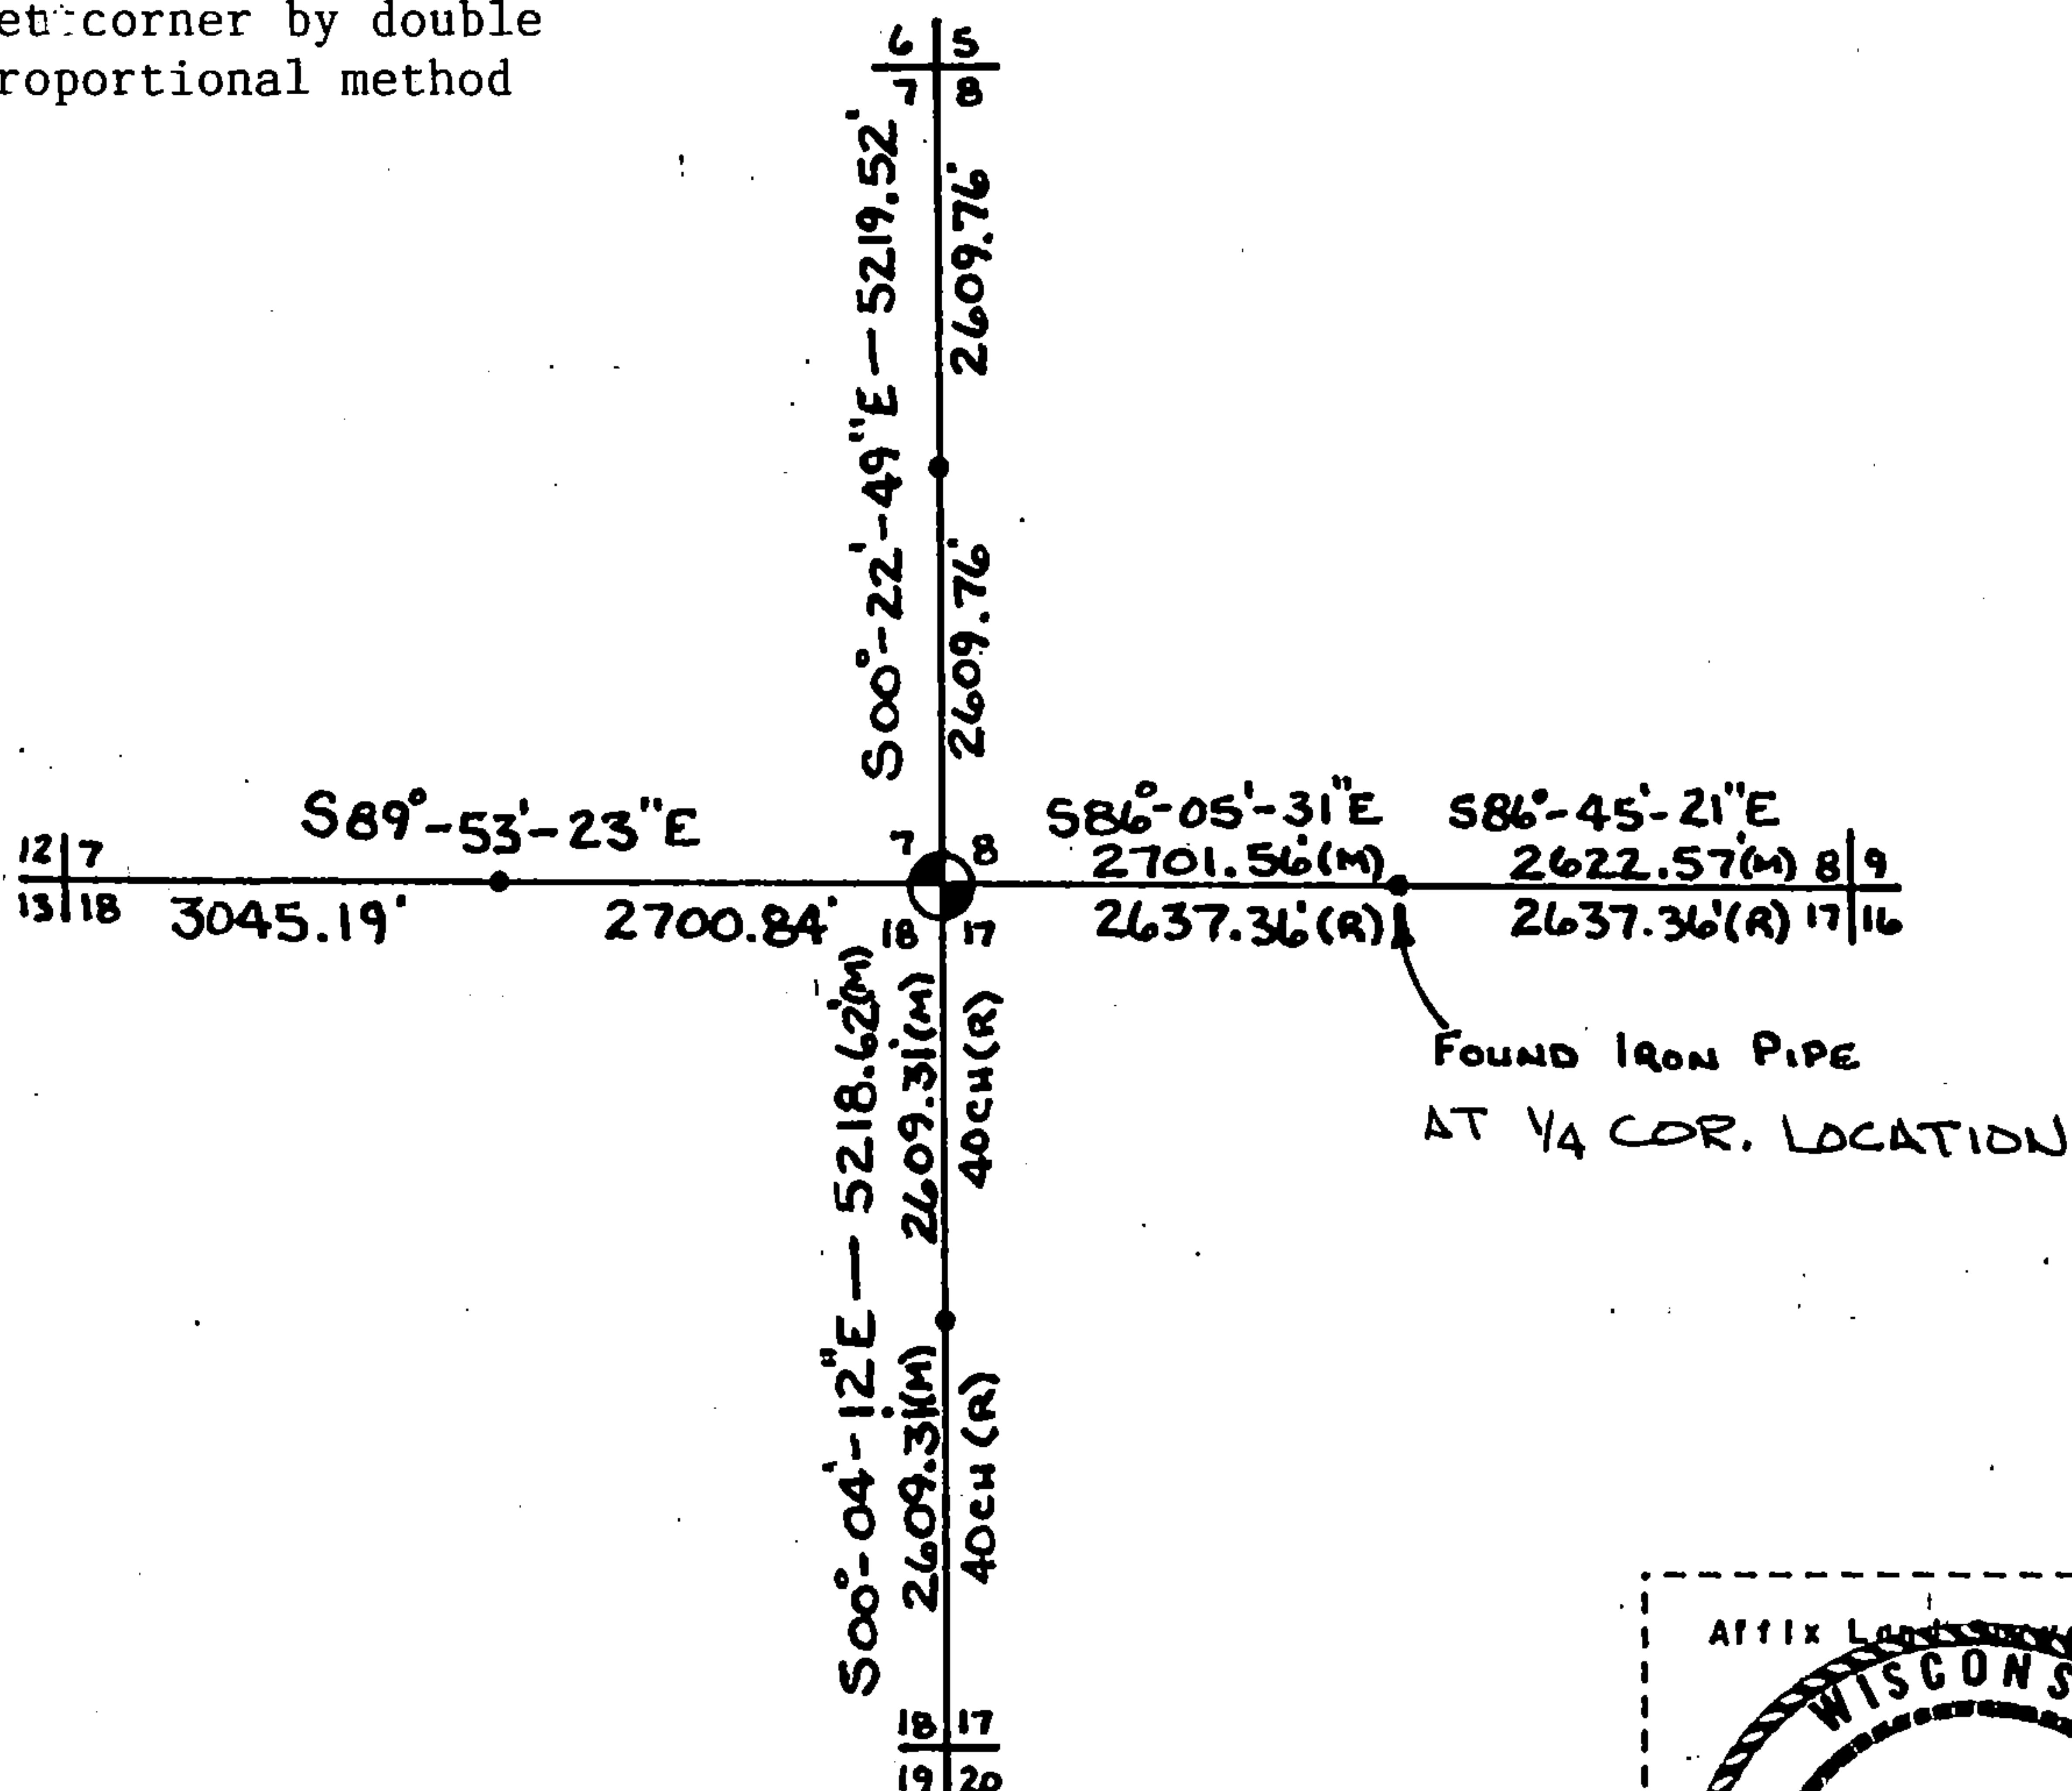 corner by double
roportional method
6 5
7 8
S00°-22'-49"E-5219.52'
2609.76'
2609.76'
S89°-53'-23"E
S86°-05'-31"E
S86°-45'-21"E
12 7
7 8
2701.56'(M)
2622.57'(M)
8 9
13 18
3045.19'
2700.84'
18 17
2637.36'(R)
2637.36'(R)
17 16
S00°-04'-12"E-5218.62'(M)
2609.31'(M)
40CH(R)
2609.31'(M)
40CH(R)
FOUND IRON PIPE
AT 1/4 COR. LOCATION
18 17
19 20
Affix
WISCONS